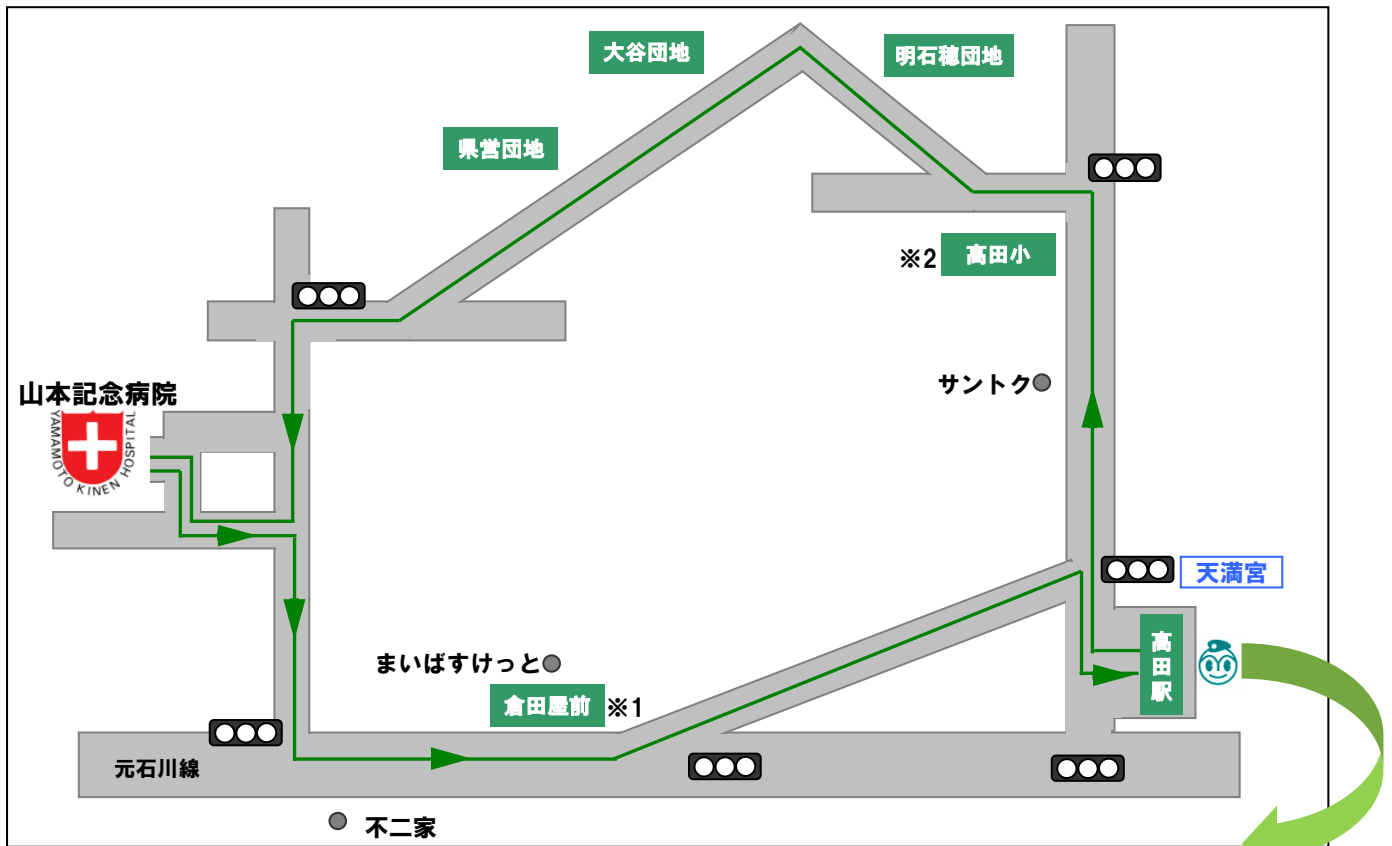 大谷団地
明石穂団地
県営団地
※2 高田小
サントク
山本記念病院
YAMAMOTO KINEN HOSPITAL
天満宮
高田駅
まいばすけっと
倉田屋前 ※1
元石川線
不二家